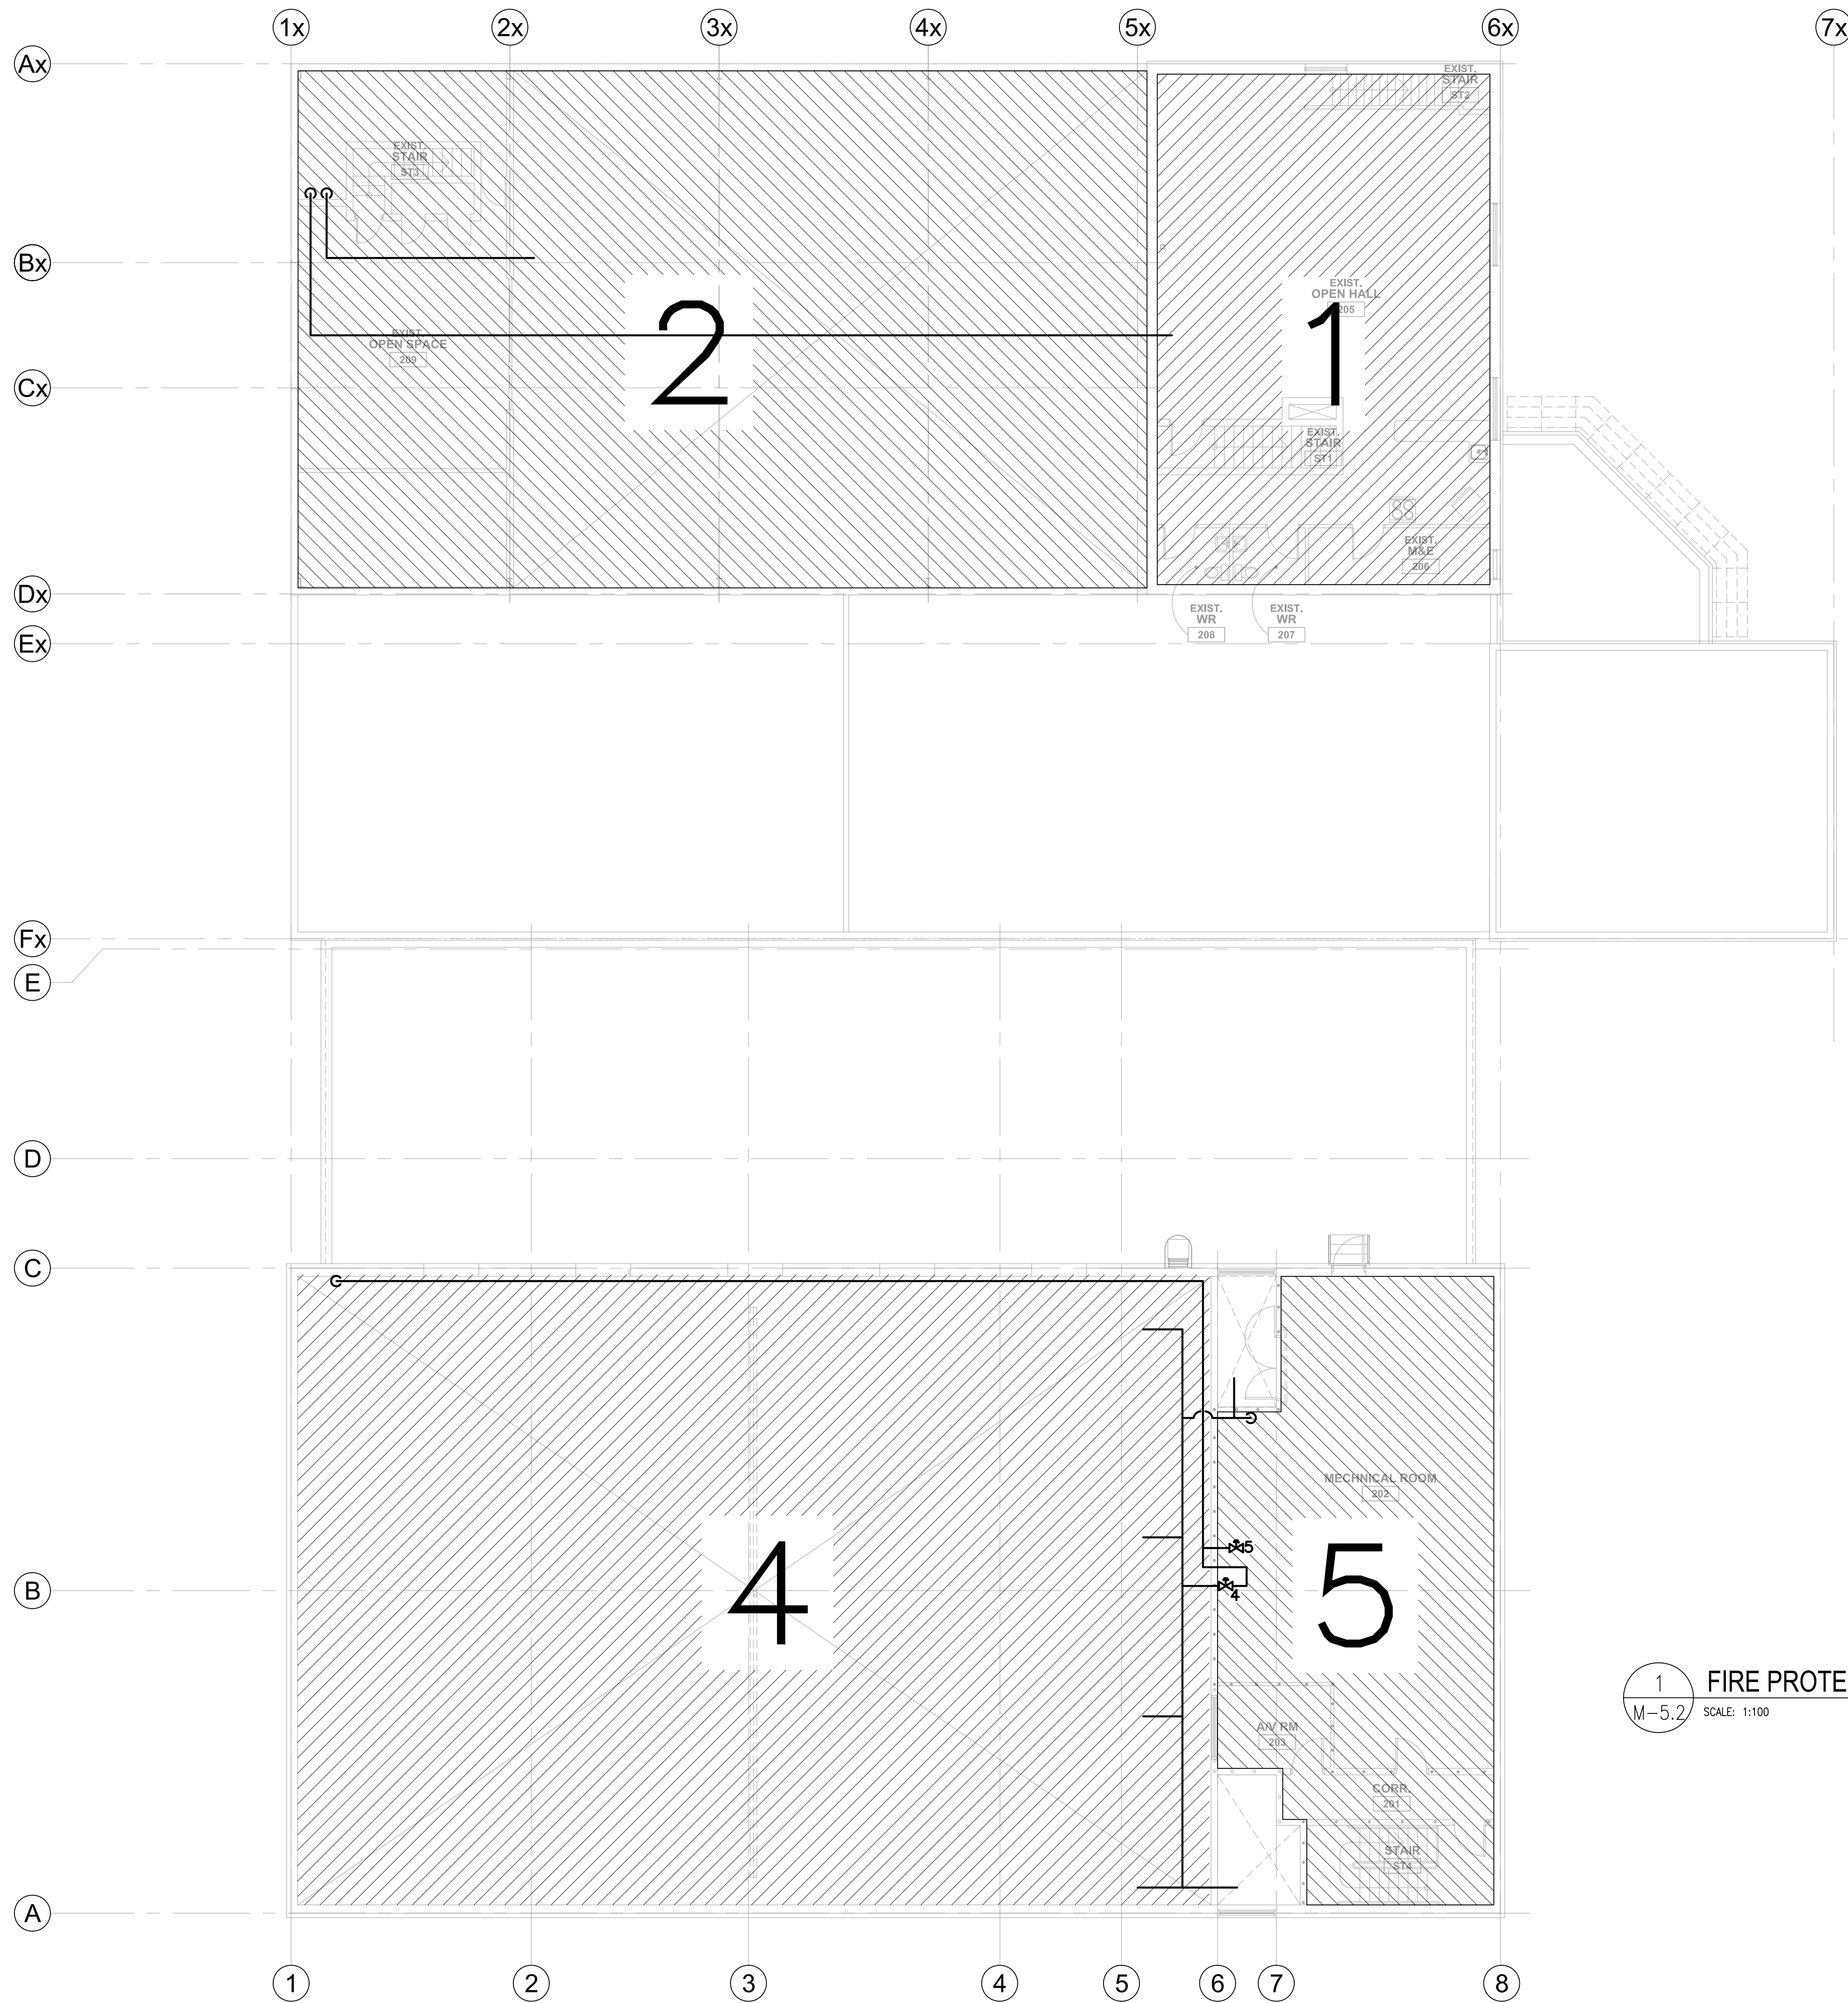 1x 2x 3x 4x 5x 6x 7x
Ax
EXIST.
STAIR
ST2
EXIST.
STAIR
ST3
Bx
EXIST.
OPEN HALL
205
2
1
EXIST.
OPEN SPACE
209
Cx
EXIST.
STAIR
ST1
EXIST.
M&E
206
Dx
EXIST.
WR
208
EXIST.
WR
207
Ex
Fx
E
D
C
MECHNICAL ROOM
202
5
4
4
5
B
1
M-5.2
FIRE PROTE
SCALE: 1:100
A/V RM
203
CORR.
201
STAIR
ST4
A
1 2 3 4 5 6 7 8